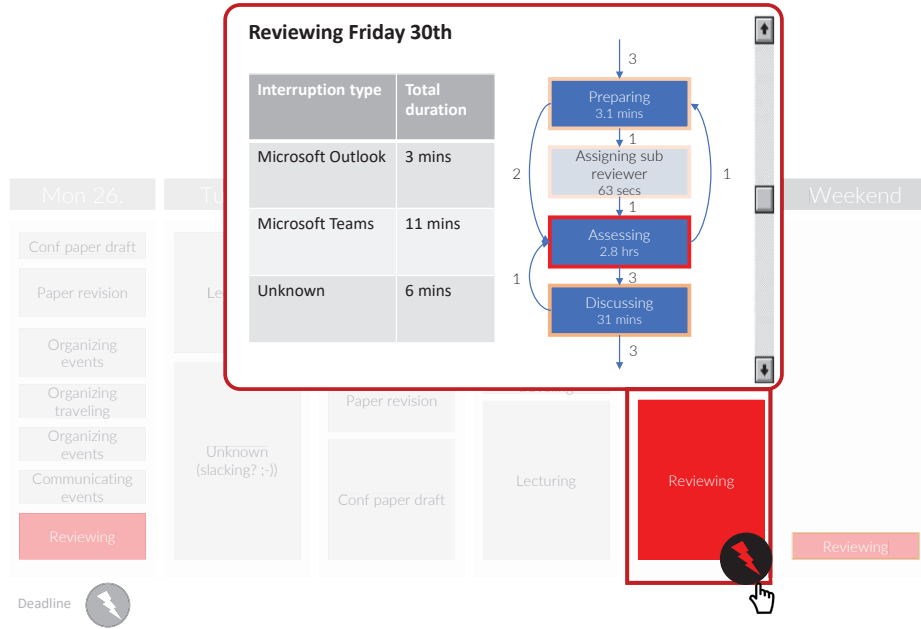 Reviewing Friday 30th
Interruption type
Total
duration
Microsoft Outlook
3 mins
Microsoft Teams
11 mins
Unknown
6 mins
3
Preparing
3.1 mins
1
Assigning sub
reviewer
63 secs
2
1
1
Assessing
2.8 hrs
1
3
Discussing
31 mins
3
Mon 26.
Tu
Weekend
Conf paper draft
Paper revision
Organizing
events
Organizing
traveling
Organizing
events
Communicating
events
Reviewing
Le
Unknown
(slacking? ;-))
Paper revision
Conf paper draft
Lecturing
Reviewing
Reviewing
Deadline